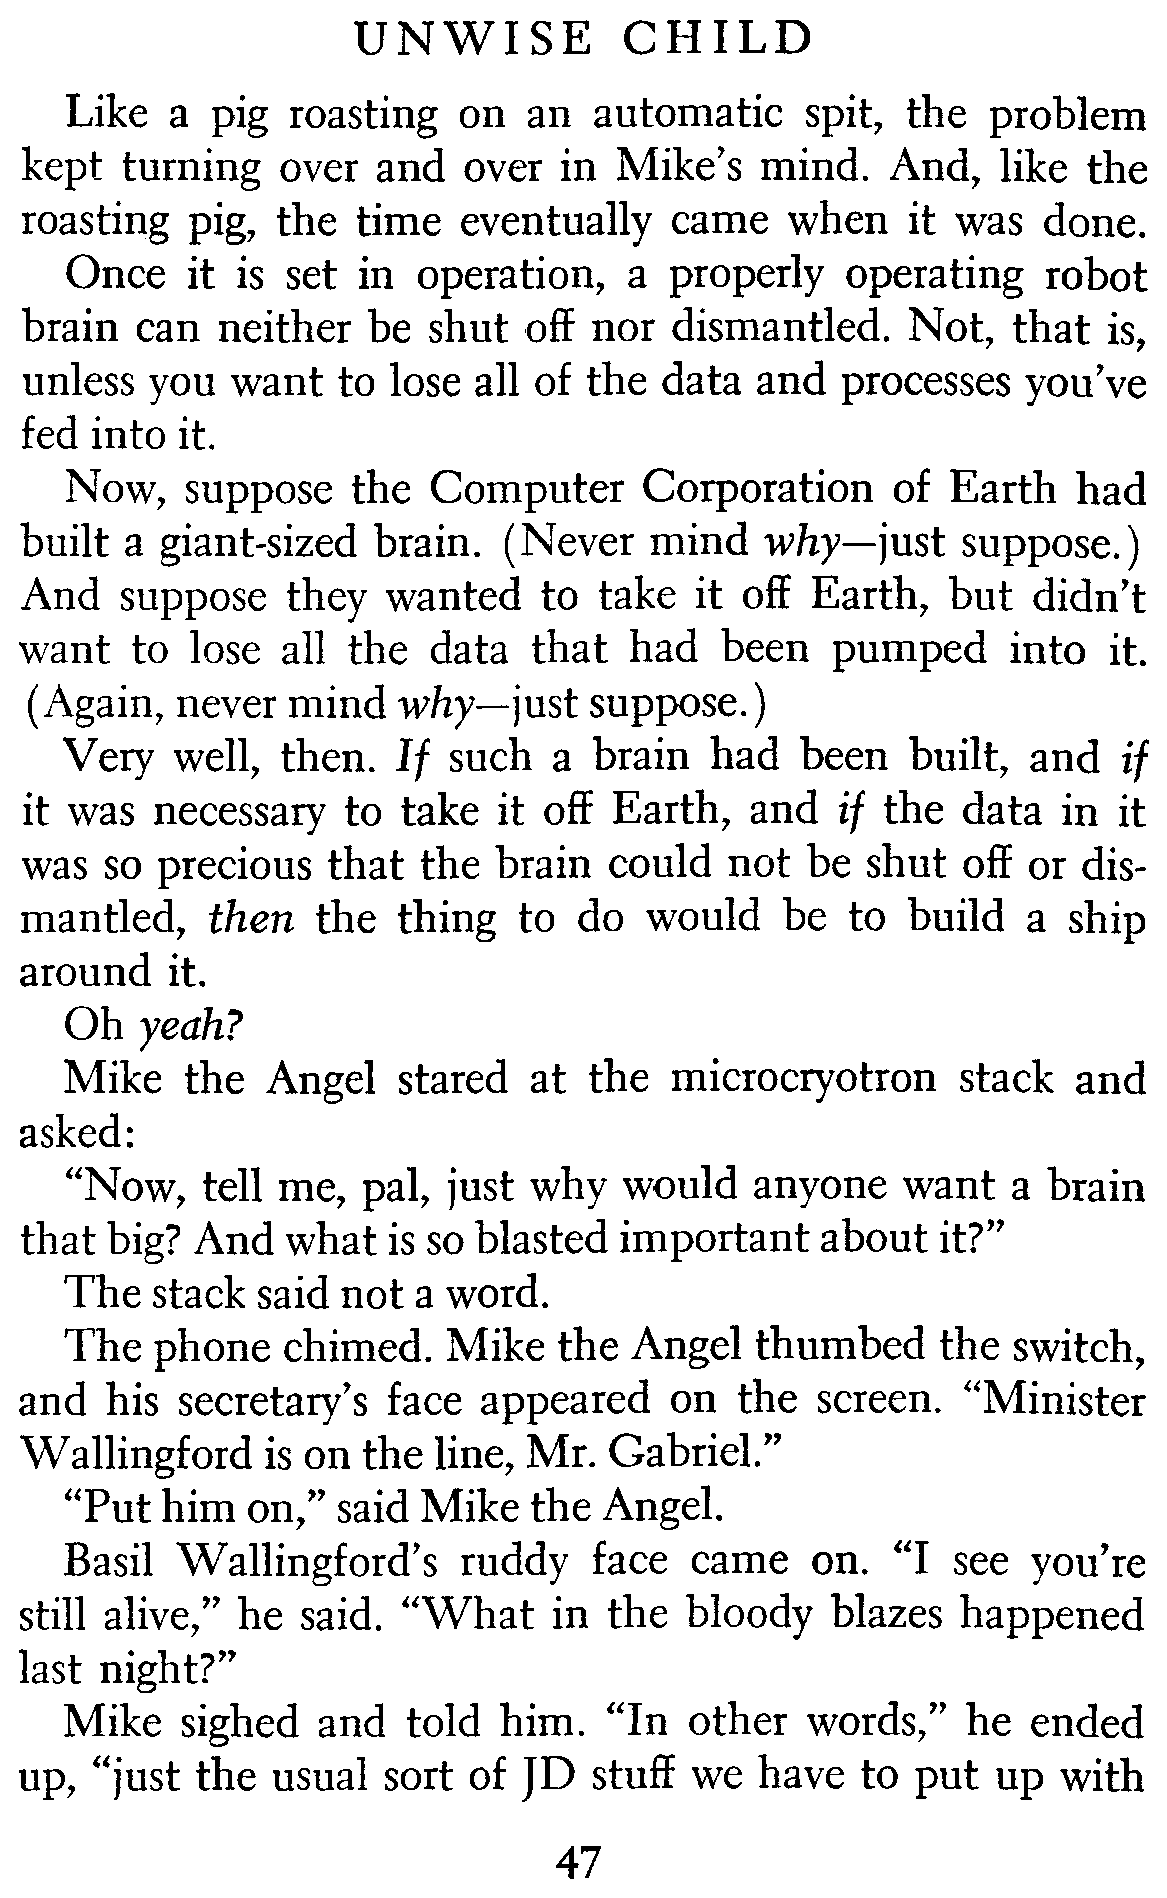 UNWISE CHILD
Like a pig roasting on an automatic spit, the problem
kept turning over and over in Mike's mind. And, like the
roasting pig, the time eventually came when it was done.
Once it is set in operation, a properly operating robot
brain can neither be shut off nor dismantled. Not, that is,
unless you want to lose all of the data and processes you've
fed into it.
Now, suppose the Computer Corporation of Earth had
built a giant-sized brain. (Never mind why—just suppose.)
And suppose they wanted to take it off Earth, but didn't
want to lose all the data that had been pumped into it.
(Again, never mind why—just suppose.)
Very well, then. If such a brain had been built, and if
it was necessary to take it off Earth, and if the data in it
was so precious that the brain could not be shut off or dis-
mantled, then the thing to do would be to build a ship
around it.
Oh yeah?
Mike the Angel stared at the microcryotron stack and
asked:
“Now, tell me, pal, just why would anyone want a brain
that big? And what is so blasted important about it?”
The stack said not a word.
The phone chimed. Mike the Angel thumbed the switch,
and his secretary's face appeared on the screen. “Minister
Wallingford is on the line, Mr. Gabriel.”
“Put him on,” said Mike the Angel.
Basil Wallingford's ruddy face came on. “I see you're
still alive,” he said. “What in the bloody blazes happened
last night?”
Mike sighed and told him. “In other words,” he ended
up, “just the usual sort of JD stuff we have to put up with
47